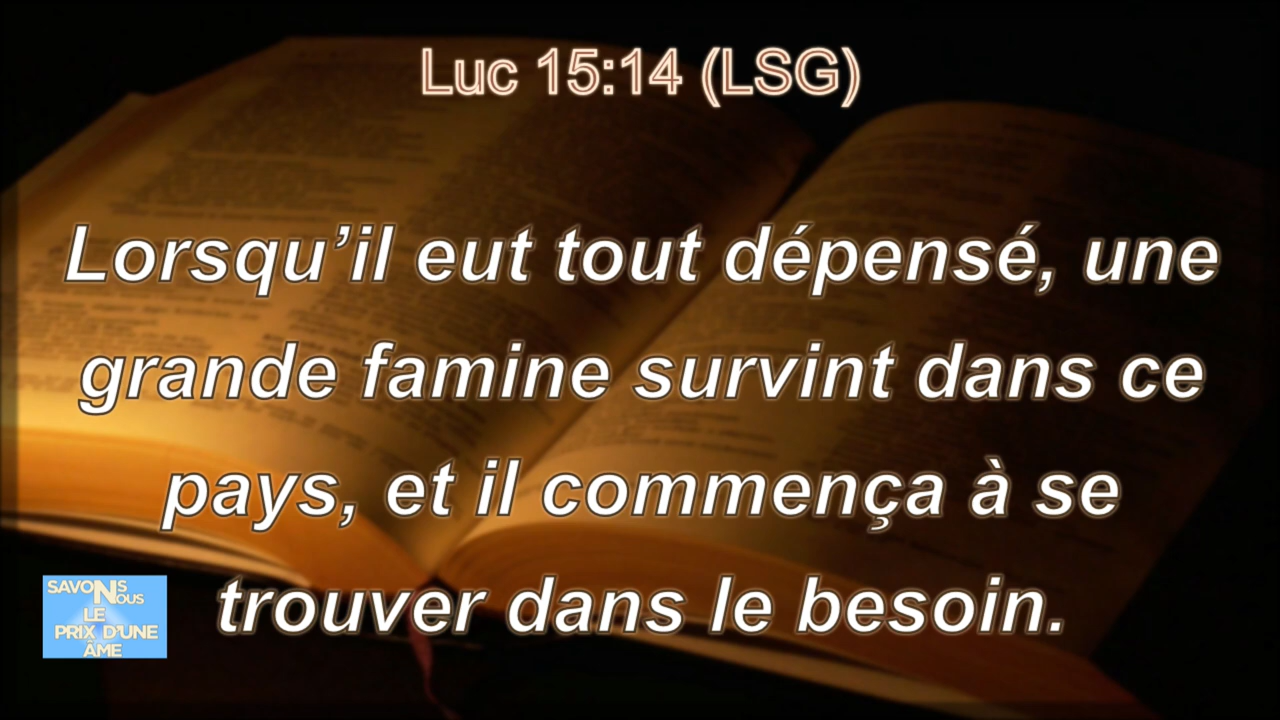 Luc 15:14 (LSG)
Lorsqu’il eut tout dépensé, une
grande famine survint dans ce
pays, et il commença à se
trouver dans le besoin.
SAVONS
NOUS
LE
PRIX D'UNE
ÂME